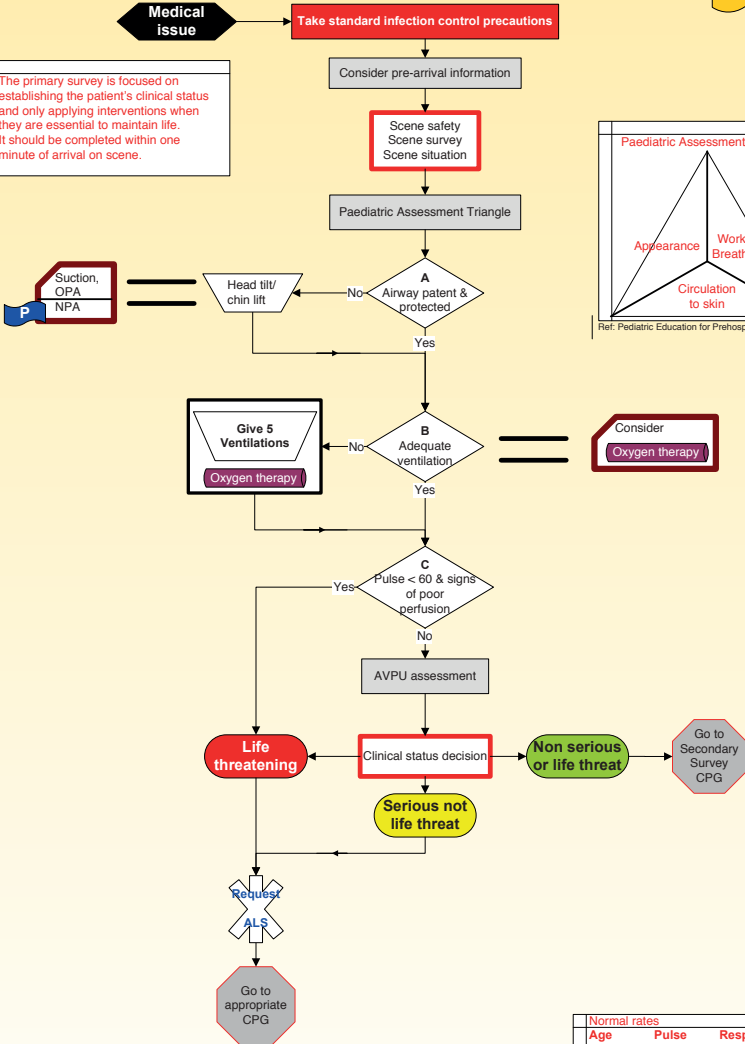 Medical
issue
Take standard infection control precautions
Consider pre-arrival information
The primary survey is focused on
establishing the patient's clinical status
and only applying interventions when
they are essential to maintain life.
It should be completed within one
minute of arrival on scene.
Scene safety
Scene survey
Scene situation
Paediatric Assessment
Appearance
Work
Breath
Circulation
to skin
Ref: Pediatric Education for Prehosp
Paediatric Assessment Triangle
A
Airway patent &
protected
No
Head tilt/
chin lift
Suction,
OPA
NPA
P
Yes
B
Adequate
ventilation
No
Give 5
Ventilations
Oxygen therapy
Consider
Oxygen therapy
Yes
C
Pulse < 60 & signs
of poor
perfusion
Yes
No
AVPU assessment
Life
threatening
Clinical status decision
Non serious
or life threat
Go to
Secondary
Survey
CPG
Serious not
life threat
Request
ALS
Go to
appropriate
CPG
Normal rates
Age Pulse Resp